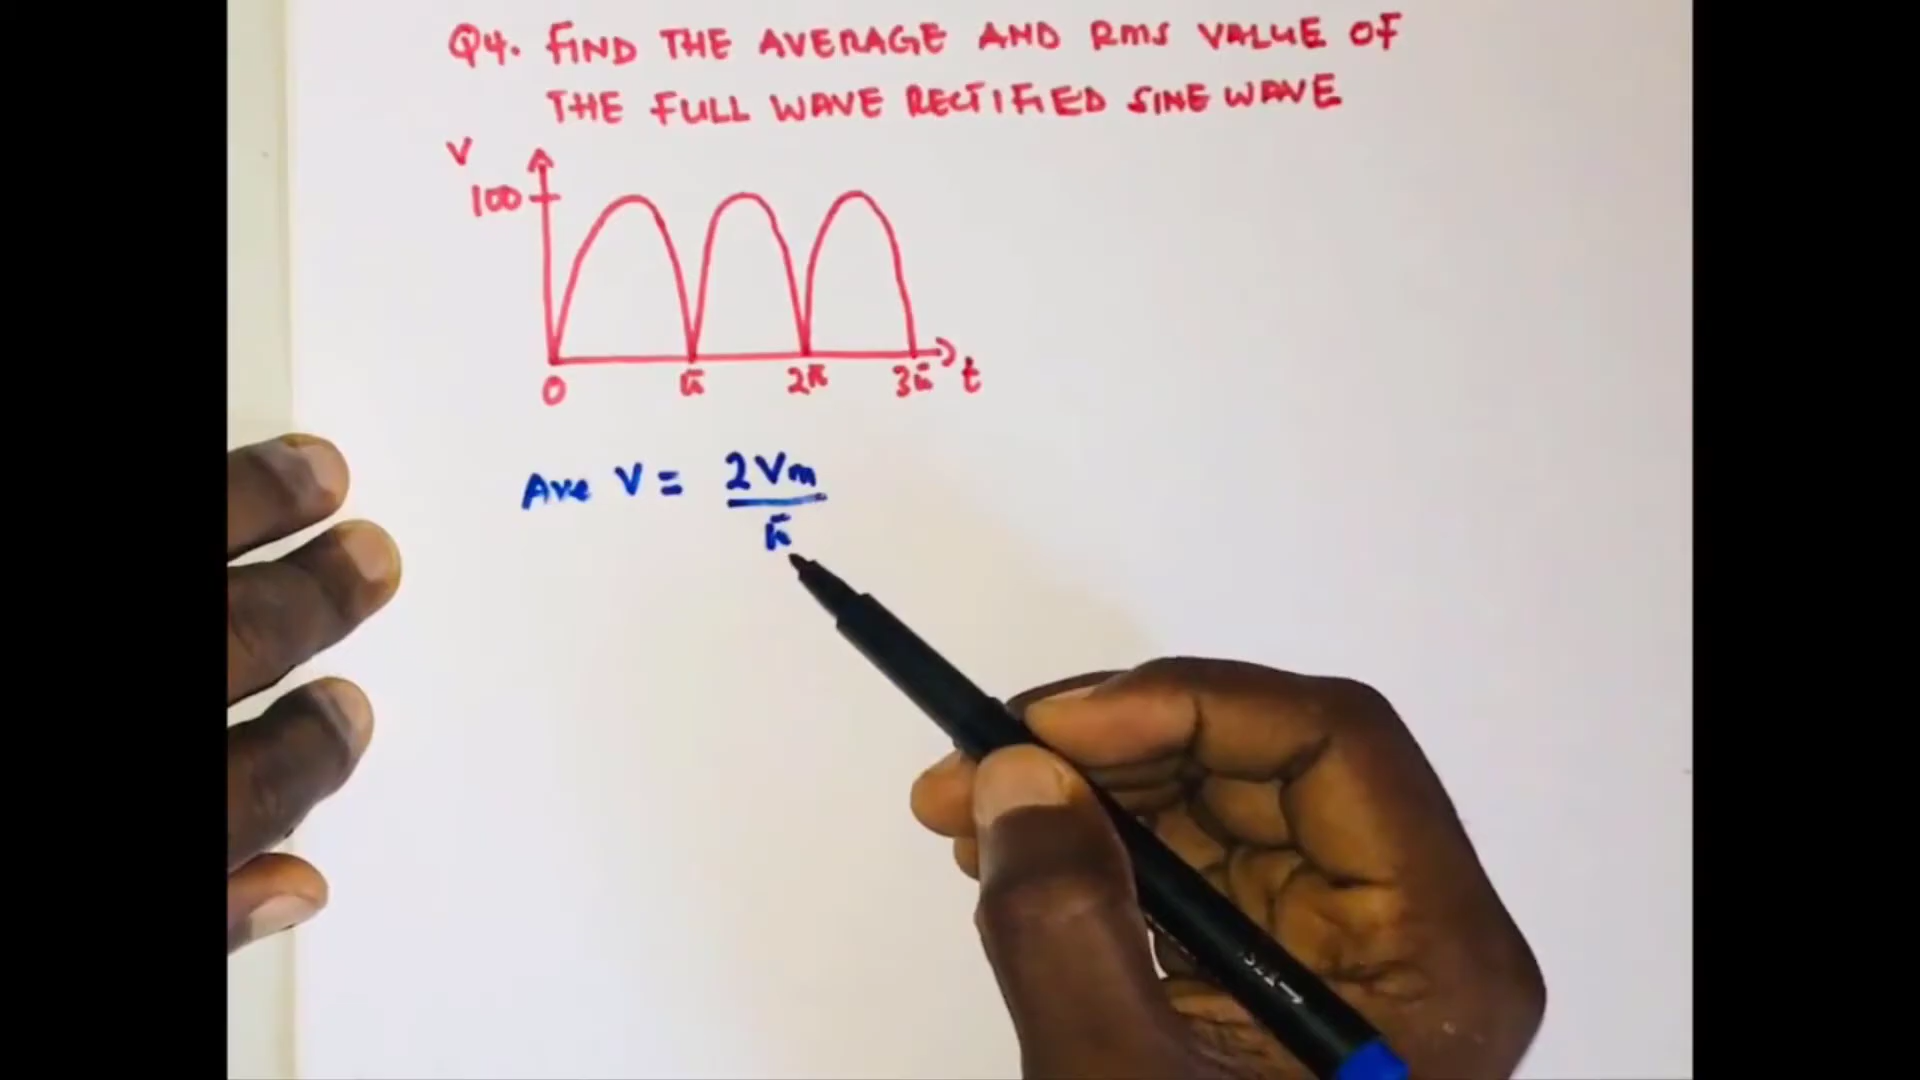 Q4. FIND THE AVERAGE AND RMS VALUE OF
THE FULL WAVE RECTIFIED SINE WAVE
V
100
0 π 2π 3π t
Ave V = 2Vm
π